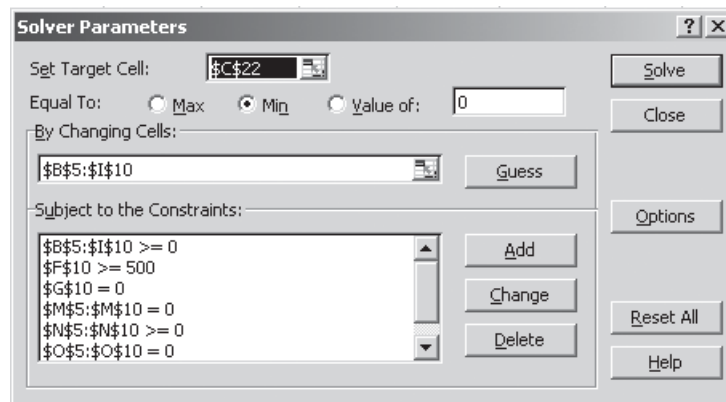 Solver Parameters
Set Target Cell: $C$22 Solve
Equal To: Max Min Value of: 0 Close
By Changing Cells:
$B$5:$I$10 Guess
Subject to the Constraints: Options
$B$5:$I$10 >= 0 Add
$F$10 >= 500
$G$10 = 0 Change
$M$5:$M$10 = 0 Reset All
$N$5:$N$10 >= 0 Delete
$O$5:$O$10 = 0 Help